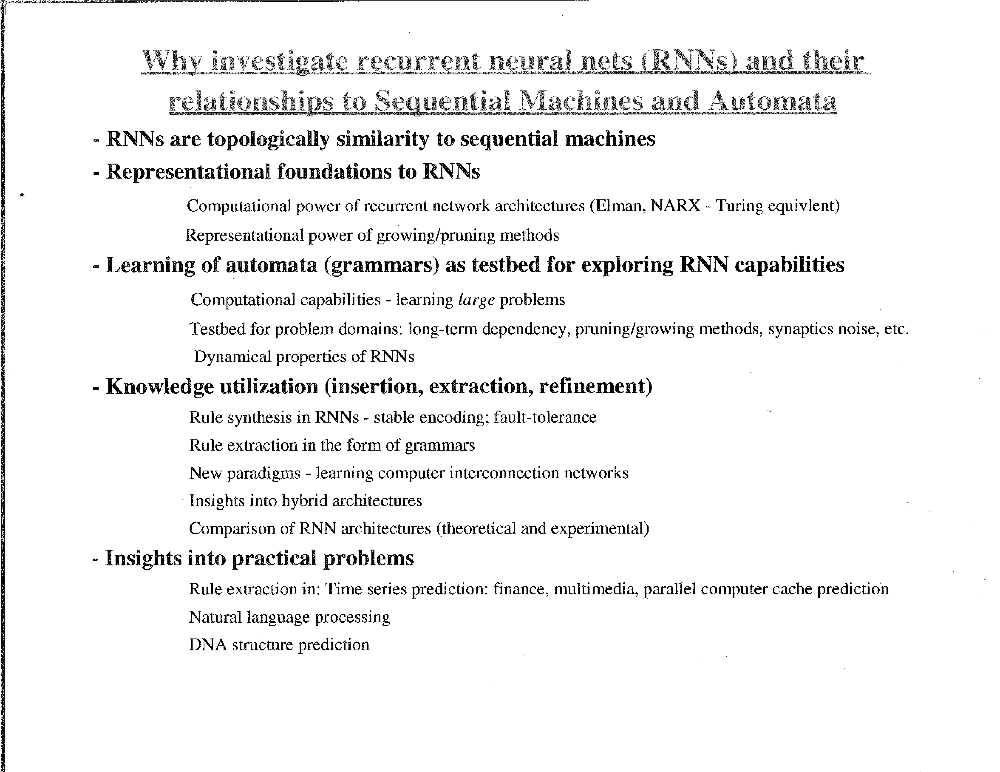 Why investigate recurrent neural nets (RNNs) and their
relationships to Sequential Machines and Automata
- RNNs are topologically similarity to sequential machines
- Representational foundations to RNNs
Computational power of recurrent network architectures (Elman, NARX - Turing equivlent)
Representational power of growing/pruning methods
- Learning of automata (grammars) as testbed for exploring RNN capabilities
Computational capabilities - learning large problems
Testbed for problem domains: long-term dependency, pruning/growing methods, synaptics noise, etc.
Dynamical properties of RNNs
- Knowledge utilization (insertion, extraction, refinement)
Rule synthesis in RNNs - stable encoding; fault-tolerance
Rule extraction in the form of grammars
New paradigms - learning computer interconnection networks
Insights into hybrid architectures
Comparison of RNN architectures (theoretical and experimental)
- Insights into practical problems
Rule extraction in: Time series prediction: finance, multimedia, parallel computer cache prediction
Natural language processing
DNA structure prediction